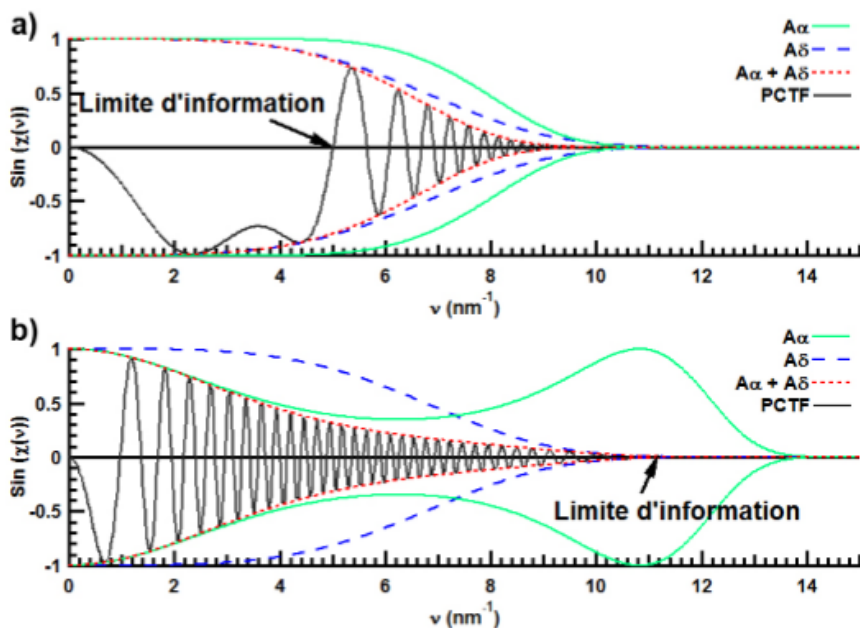 a)
Aα
Aδ
Aα + Aδ
PCTF
Limite d'information
Sin (χ(ν))
1
0.5
0
-0.5
-1
0 2 4 6 8 10 12 14
ν (nm⁻¹)
b)
Aα
Aδ
Aα + Aδ
PCTF
Sin (χ(ν))
1
0.5
0
-0.5
-1
Limite d'information
0 2 4 6 8 10 12 14
ν (nm⁻¹)